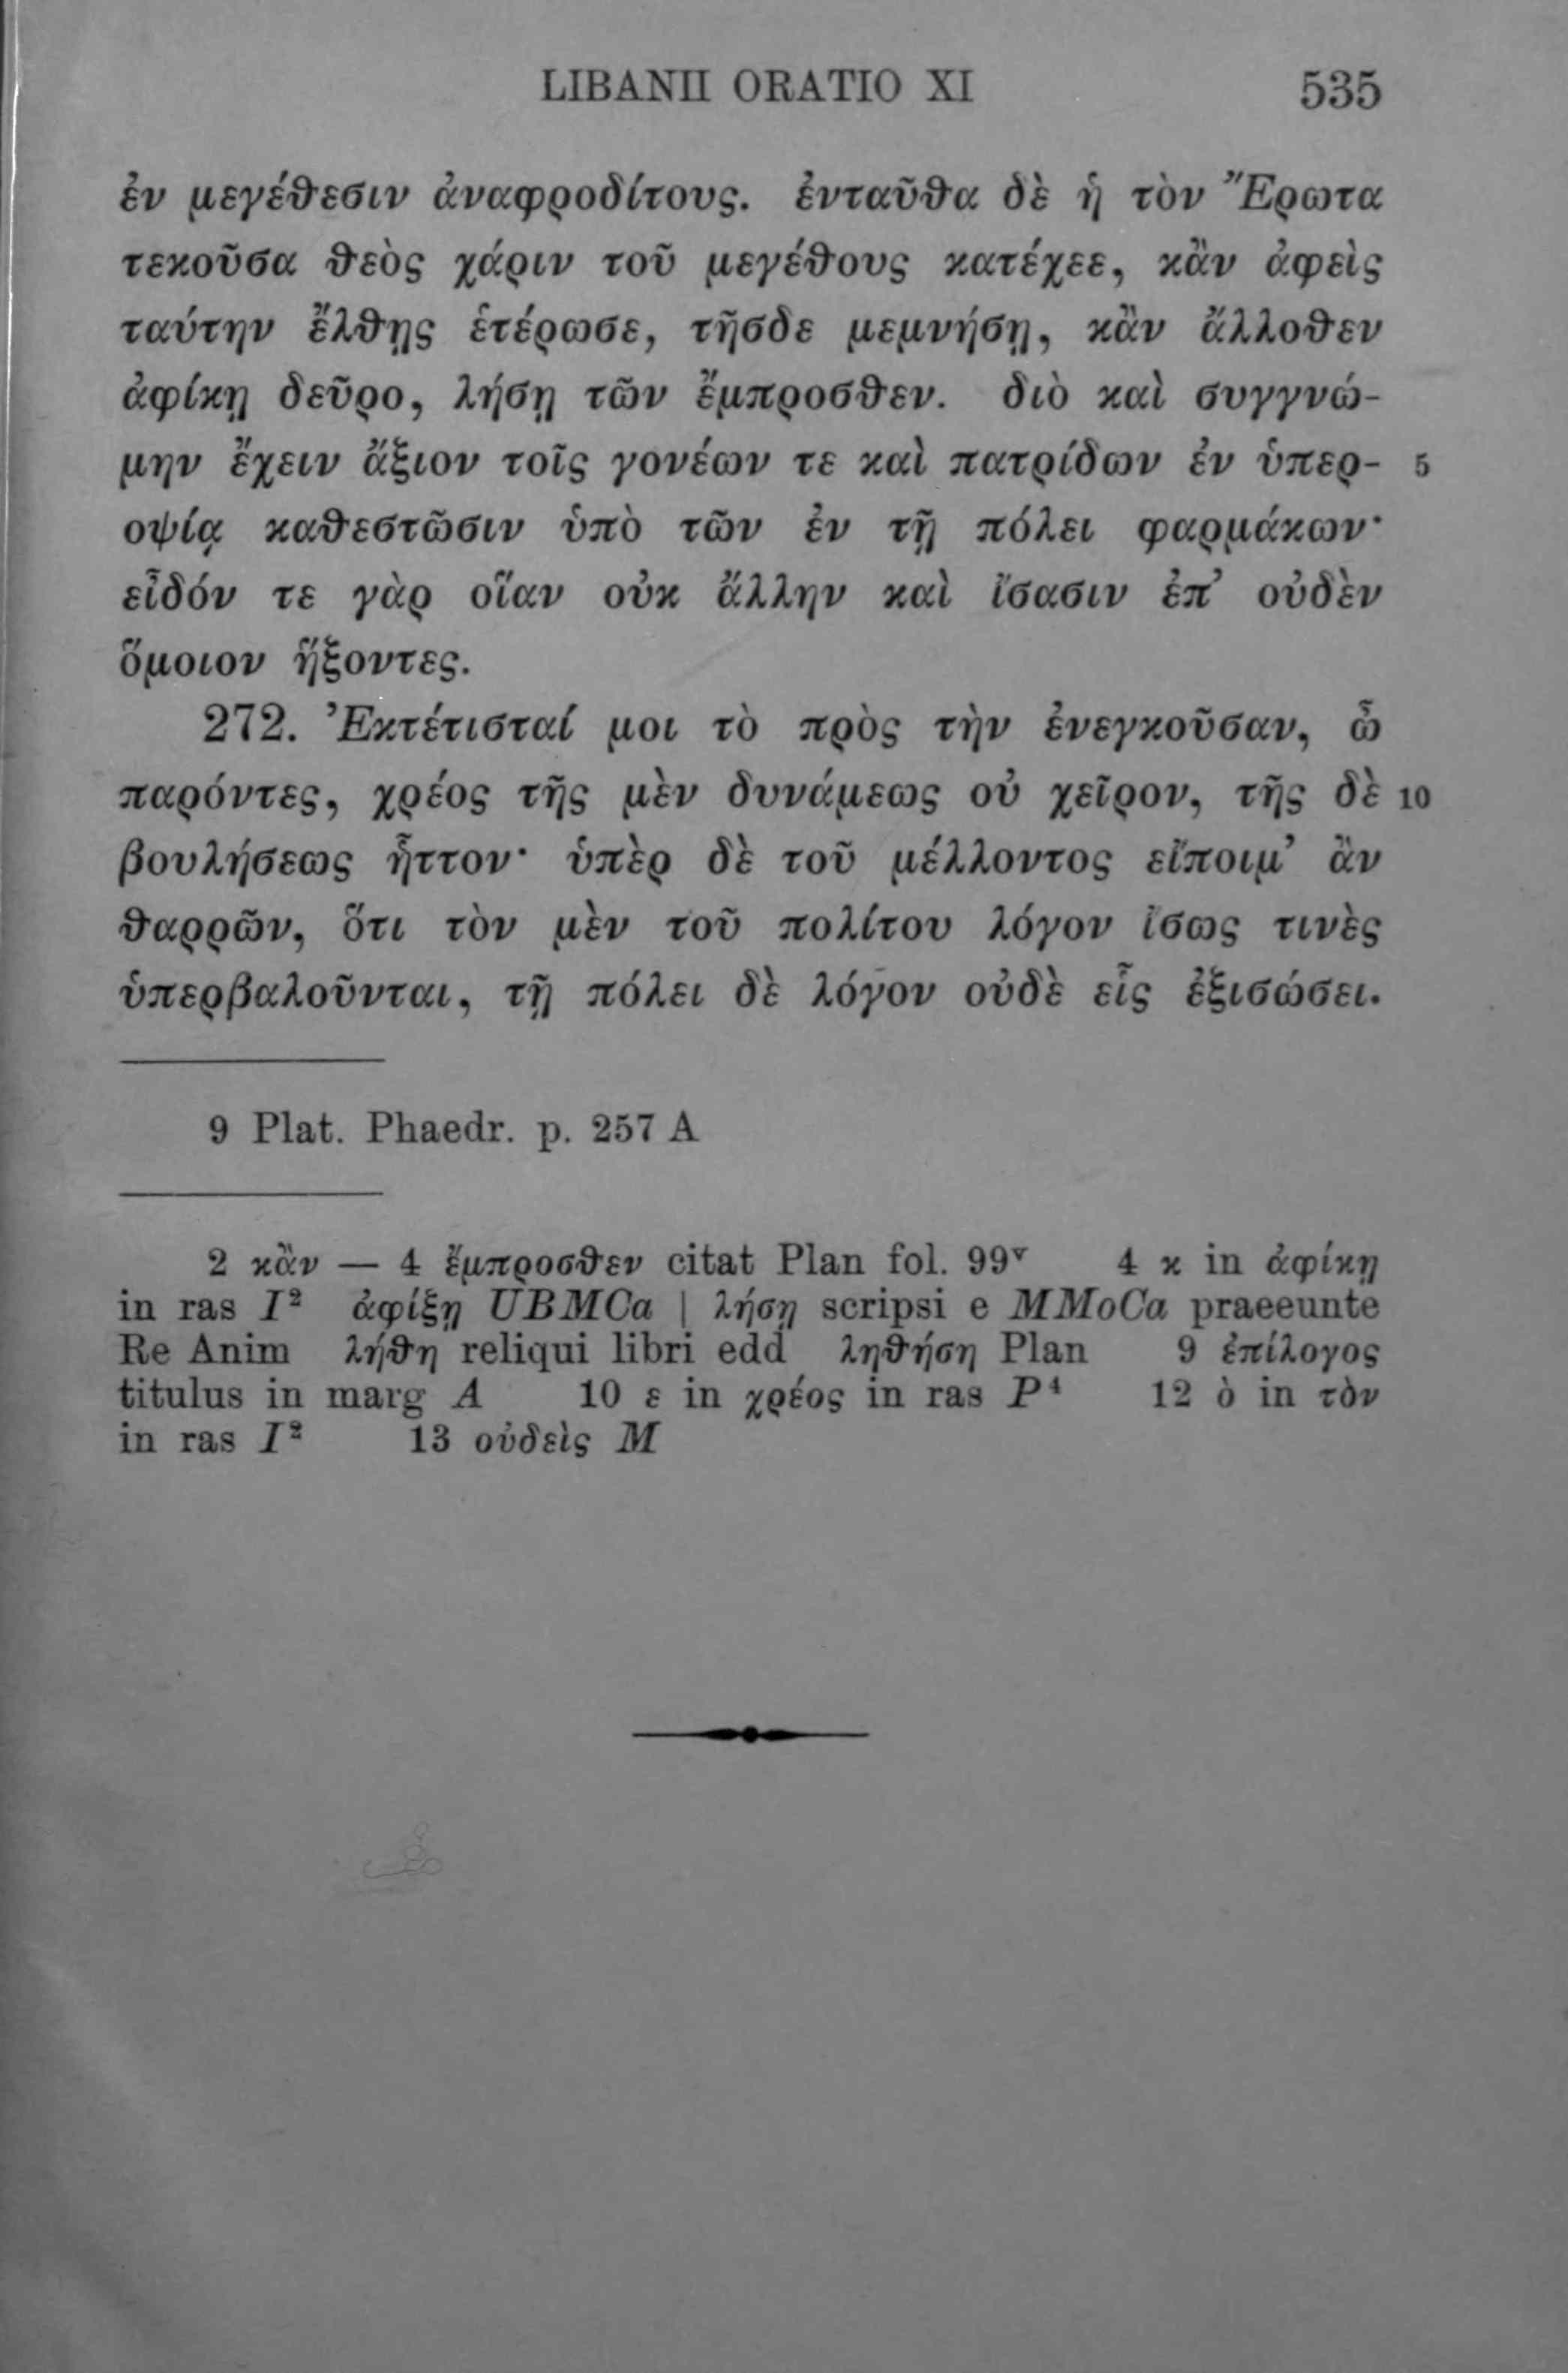 LIBANII ORATIO XI 535
ἐν μεγέθεσιν ἀναφροδίτους. ἐνταῦθα δὲ ἡ τὸν Ἔρωτα
τεκοῦσα θεὸς χάριν τοῦ μεγέθους κατέχεε, κἂν ἀφεὶς
ταύτην ἔλθῃς ἑτέρωσε, τῆσδε μεμνήσῃ, κἂν ἄλλοθεν
ἀφίκῃ δεῦρο, λήσῃ τῶν ἔμπροσθεν. διὸ καὶ συγγνώ-
μην ἔχειν ἄξιον τοῖς γονέων τε καὶ πατρίδων ἐν ὑπερ- 5
οψίᾳ καθεστῶσιν ὑπὸ τῶν ἐν τῇ πόλει φαρμάκων·
εἶδόν τε γὰρ οἵαν οὐκ ἄλλην καὶ ἴσασιν ἐπ’ οὐδὲν
ὅμοιον ἥξοντες.
272. Ἐκτέτισταί μοι τὸ πρὸς τὴν ἐνεγκοῦσαν, ὦ
παρόντες, χρέος τῆς μὲν δυνάμεως οὐ χεῖρον, τῆς δὲ 10
βουλήσεως ἧττον· ὑπὲρ δὲ τοῦ μέλλοντος εἴποιμ’ ἂν
θαρρῶν, ὅτι τὸν μὲν τοῦ πολίτου λόγον ἴσως τινὲς
ὑπερβαλοῦνται, τῇ πόλει δὲ λόγον οὐδὲ εἷς ἐξισώσει.
9 Plat. Phaedr. p. 257 A
2 κἂν — 4 ἔμπροσθεν citat Plan fol. 99ᵛ 4 κ in ἀφίκῃ
in ras I² ἀφίξῃ UBMCa | λήσῃ scripsi e MMoCa praeeunte
Re Anim λήθῃ reliqui libri edd ληθήσῃ Plan 9 ἐπίλογος
titulus in marg A 10 ε in χρέος in ras P⁴ 12 ὸ in τὸν
in ras I² 13 οὐδεὶς M